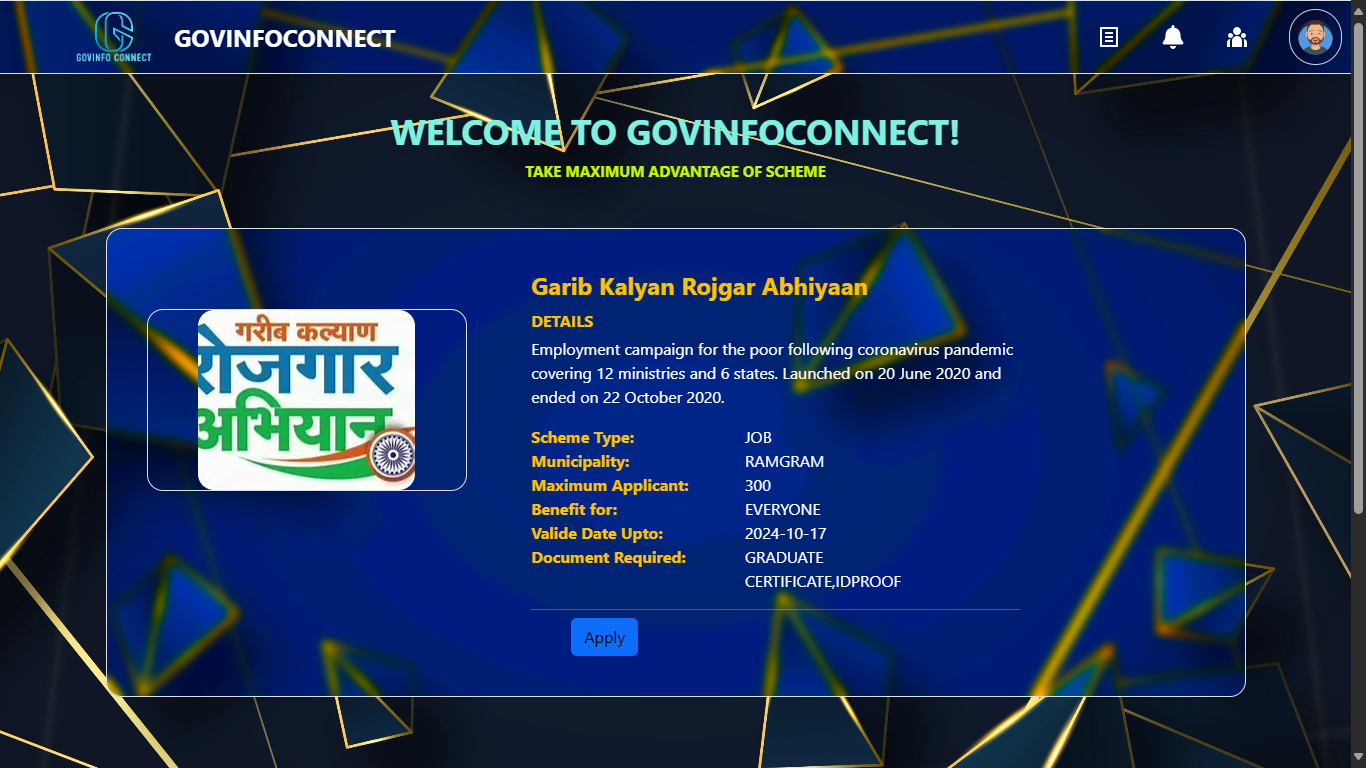 GOVINFO CONNECT
GOVINFOCONNECT
WELCOME TO GOVINFOCONNECT!
TAKE MAXIMUM ADVANTAGE OF SCHEME
गरीब कल्याण
रोजगार
अभियान
Garib Kalyan Rojgar Abhiyaan
DETAILS
Employment campaign for the poor following coronavirus pandemic
covering 12 ministries and 6 states. Launched on 20 June 2020 and
ended on 22 October 2020.
Scheme Type: JOB
Municipality: RAMGRAM
Maximum Applicant: 300
Benefit for: EVERYONE
Valide Date Upto: 2024-10-17
Document Required: GRADUATE
CERTIFICATE,IDPROOF
Apply